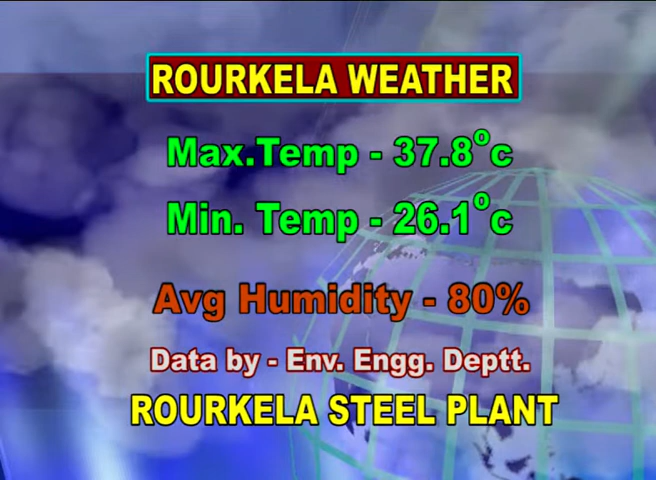 ROURKELA WEATHER
Max.Temp - 37.8°c
Min. Temp - 26.1°c
Avg Humidity - 80%
Data by - Env. Engg. Deptt.
ROURKELA STEEL PLANT